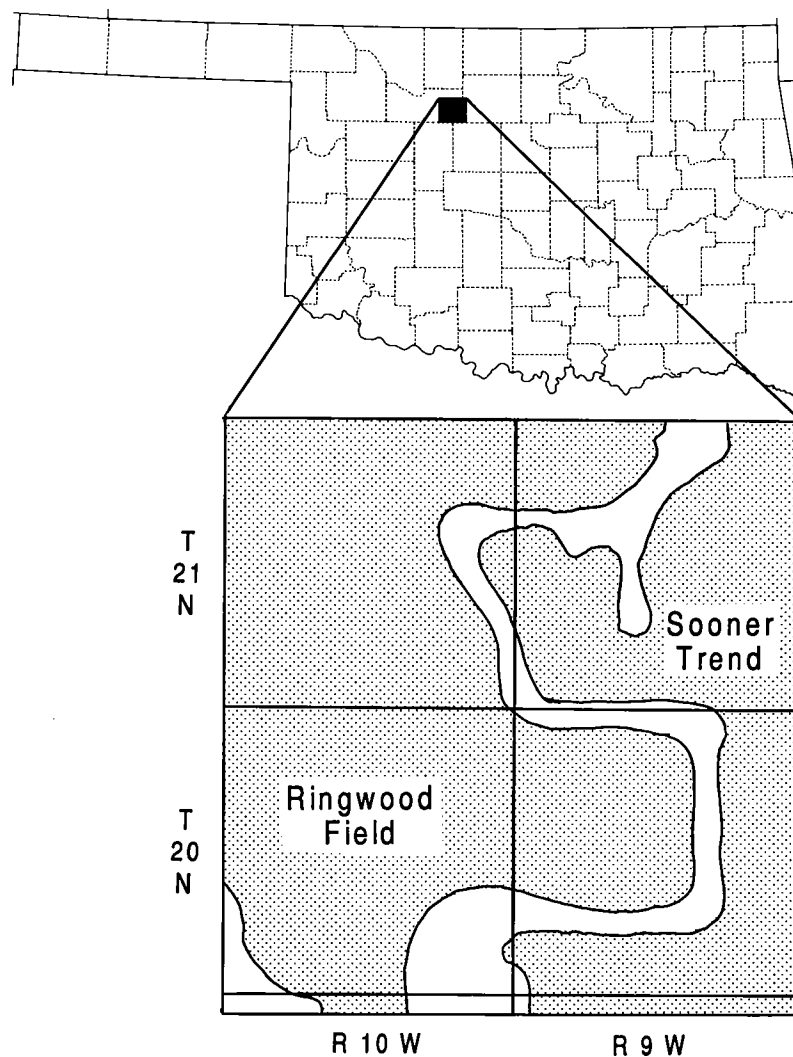 T
21
N
Sooner
Trend
Ringwood
Field
T
20
N
R 10 W
R 9 W